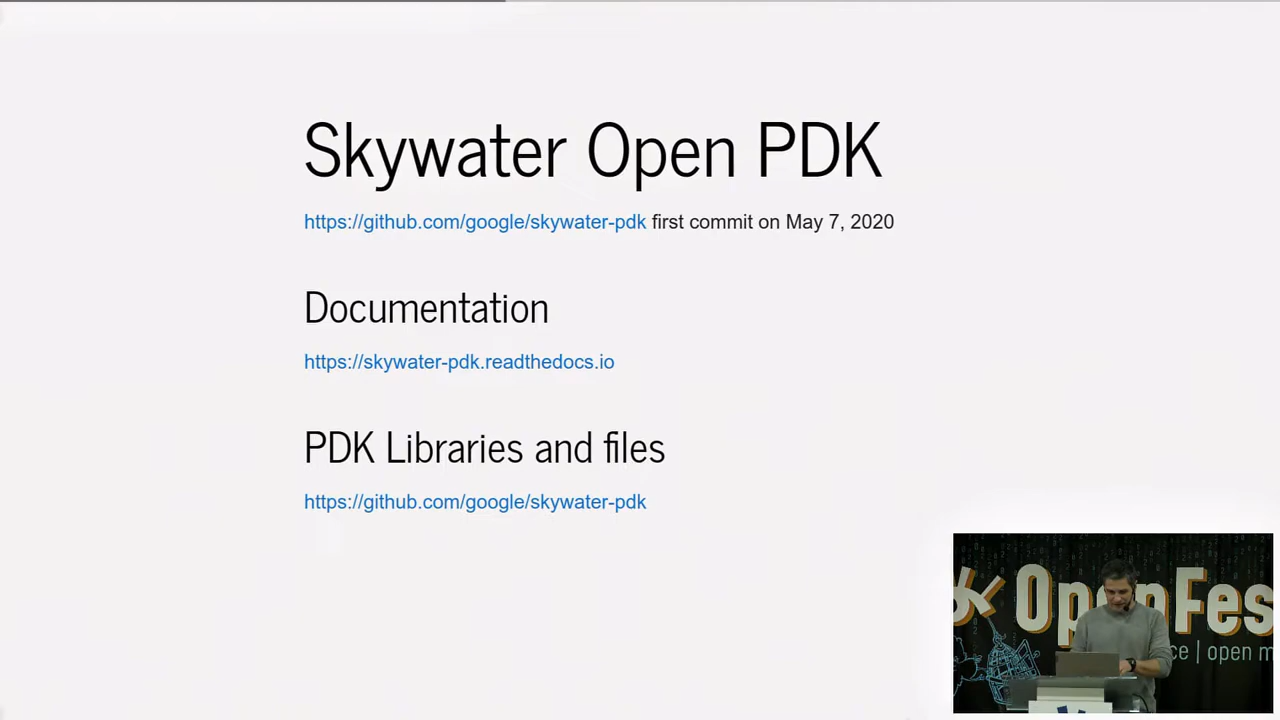 Skywater Open PDK
https://github.com/google/skywater-pdk first commit on May 7, 2020
Documentation
https://skywater-pdk.readthedocs.io
PDK Libraries and files
https://github.com/google/skywater-pdk
OpenFes
ce | open m